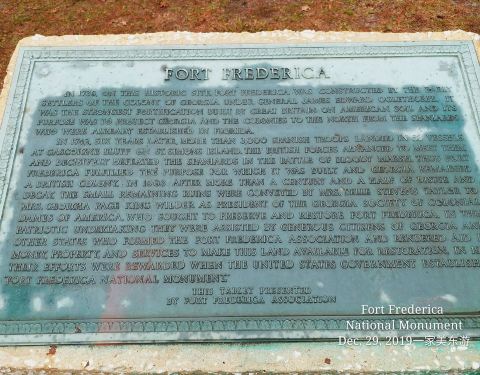 FORT FREDERICA
IN 1736, ON THIS HISTORIC SITE FORT FREDERICA WAS CONSTRUCTED BY THE EARLY
SETTLERS OF THE COLONY OF GEORGIA UNDER GENERAL JAMES EDWARD OGLETHORPE. IT
WAS THE STRONGEST FORTIFICATION BUILT BY GREAT BRITAIN ON AMERICAN SOIL AND ITS
PURPOSE WAS TO PROTECT GEORGIA AND THE COLONIES TO THE NORTH FROM THE SPANIARDS
WHO WERE ALREADY ESTABLISHED IN FLORIDA.
IN 1742, SIX YEARS LATER, MORE THAN 3,000 SPANISH TROOPS LANDED IN VESSELS
AT GASCOIGNE BLUFF ON ST. SIMONS ISLAND. THE BRITISH FORCES ADVANCED TO MEET THEM
AND DECISIVELY DEFEATED THE SPANIARDS IN THE BATTLE OF BLOODY MARSH. THUS FORT
FREDERICA FULFILLED THE PURPOSE FOR WHICH IT WAS BUILT AND GEORGIA REMAINED
A BRITISH COLONY. IN AFTER MORE THAN A CENTURY AND A HALF OF DISUSE AND
DECAY THE SMALL REMAINING RUINS WERE CONVEYED BY MRS. BELLE STEVENS TAYLOR TO
MRS. GEORGIA PAGE KING WILDER AS PRESIDENT OF THE GEORGIA SOCIETY OF COLONIAL
DAMES OF AMERICA, WHO SOUGHT TO PRESERVE AND RESTORE FORT FREDERICA. IN THIS
PATRIOTIC UNDERTAKING THEY WERE ASSISTED BY GENEROUS CITIZENS OF GEORGIA AND
OTHER STATES WHO FORMED THE FORT FREDERICA ASSOCIATION AND RENDERED AID IN
MONEY, PROPERTY AND SERVICES TO MAKE THIS LAND AVAILABLE FOR RESTORATION. IN
THEIR EFFORTS WERE REWARDED WHEN THE UNITED STATES GOVERNMENT ESTABLISHED
"FORT FREDERICA NATIONAL MONUMENT."
THIS TABLET PRESENTED
BY FORT FREDERICA ASSOCIATION
Fort Frederica
National Monument
Dec. 29, 2019一家美东游